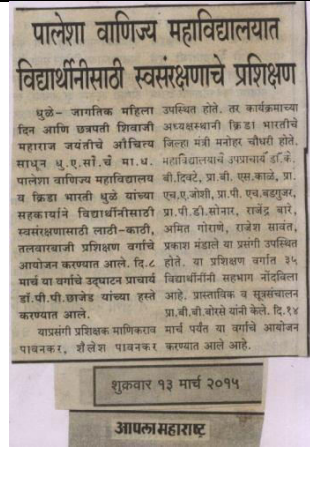 पालेशा वाणिज्य महाविद्यालयात
विद्यार्थीनीसाठी स्वसंरक्षणाचे प्रशिक्षण
धुळे- जागतिक महिला
दिन आणि छत्रपती शिवाजी
महाराज जयंतीचे औचित्य
साधून धु.ए.सों.चे मा.ध.
पालेशा वाणिज्य महाविद्यालय
व क्रिडा भारती धुळे यांच्या
सहकार्याने विद्यार्थीनींसाठी
स्वसंरक्षणासाठी लाठी-काठी,
तलवारबाजी प्रशिक्षण वर्गाचे
आयोजन करण्यात आले. दि.८
मार्च या वर्गाचे उद्घाटन प्राचार्य
डॉ.पी.पी.छाजेड यांच्या हस्ते
करण्यात आले.
याप्रसंगी प्रशिक्षक माणिकराव
पावनकर, शैलेश पावनकर
उपस्थित होते. तर कार्यक्रमाच्या
अध्यक्षस्थानी क्रिडा भारतीचे
जिल्हा मंत्री मनोहर चौधरी होते.
महाविद्यालयाचे उपप्राचार्य डॉ.के.
बी.दिवटे, प्रा.बी. एस.काळे, प्रा.
एच.ए.जोशी, प्रा.पी. एच.बडगुजर,
प्रा.पी.डी.सोनार, राजेंद्र बारे,
अमित गोराणे, राजेश सावंत,
प्रकाश मंडाले या प्रसंगी उपस्थित
होते. या प्रशिक्षण वर्गात ३५
विद्यार्थीनींनी सहभाग नोंदविला
आहे. प्रास्ताविक व सूत्रसंचालन
प्रा.बी.बी.बोरसे यांनी केले. दि.१४
मार्च पर्यंत या वर्गाचे आयोजन
करण्यात आले आहे.
शुक्रवार १३ मार्च २०१५
आपला महाराष्ट्र